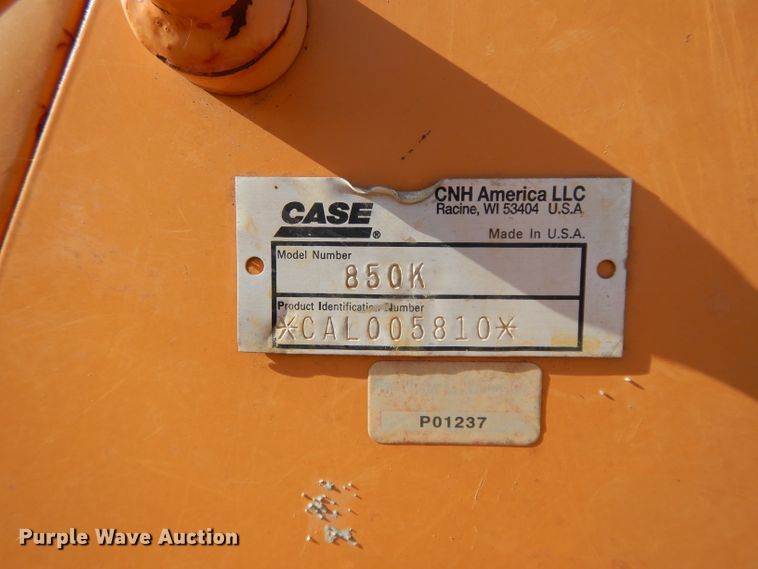 CASE®
CNH America LLC
Racine, WI 53404 U.S.A
Made In U.S.A.
Model Number
850K
Product Identification Number
*CAL005810*
P01237
Purple Wave Auction